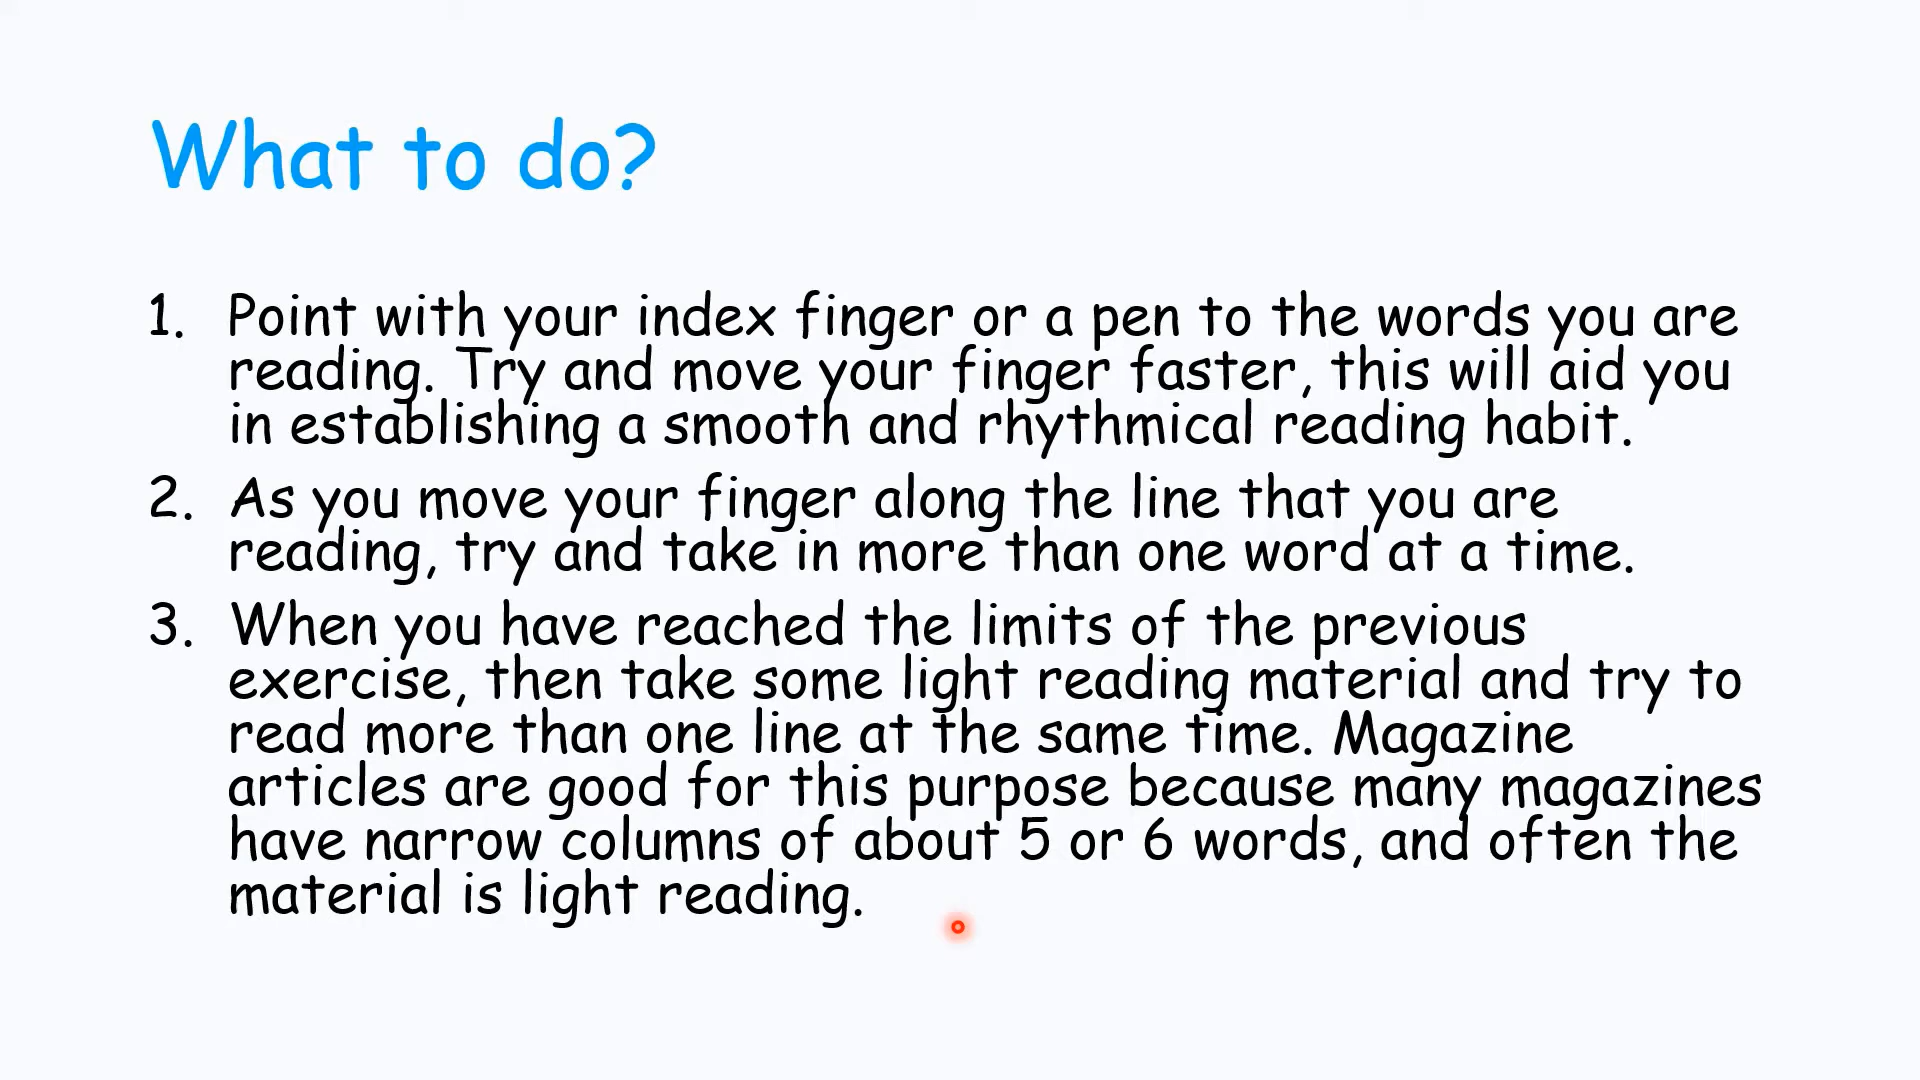 What to do?
1. Point with your index finger or a pen to the words you are
reading. Try and move your finger faster, this will aid you
in establishing a smooth and rhythmical reading habit.
2. As you move your finger along the line that you are
reading, try and take in more than one word at a time.
3. When you have reached the limits of the previous
exercise, then take some light reading material and try to
read more than one line at the same time. Magazine
articles are good for this purpose because many magazines
have narrow columns of about 5 or 6 words, and often the
material is light reading.